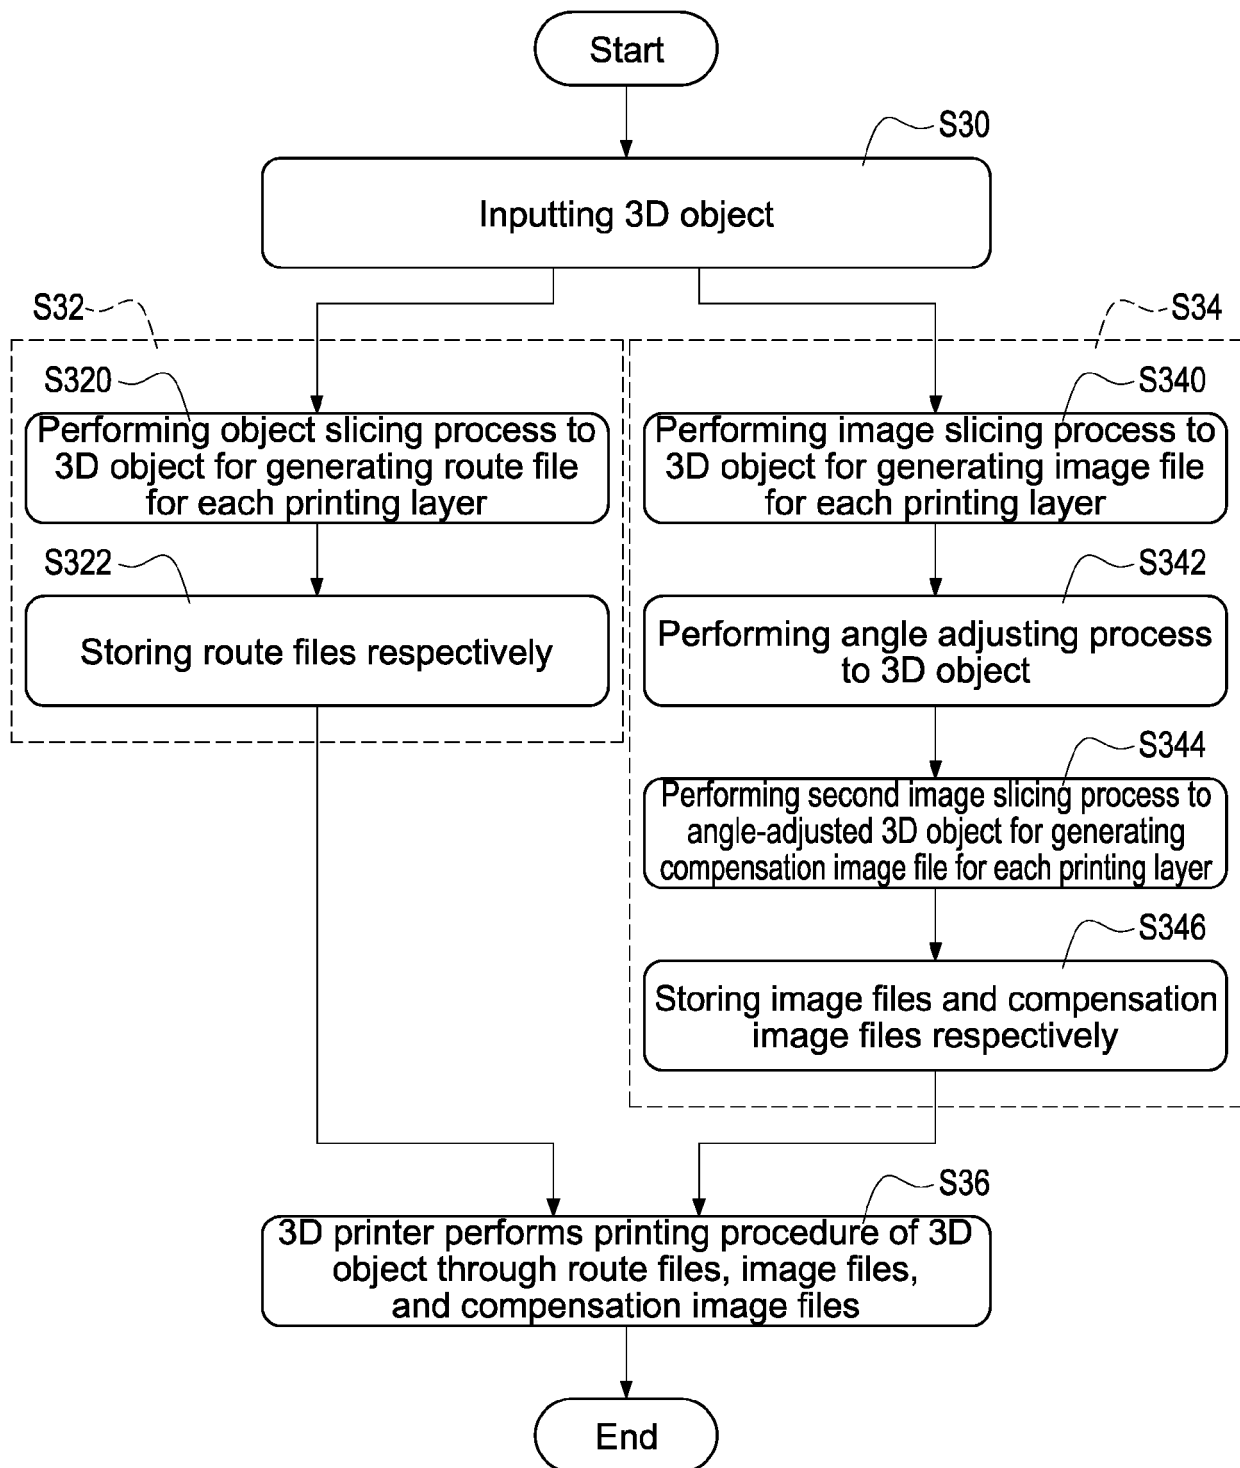 Start
S30
Inputting 3D object
S32
S34
S320
Performing object slicing process to
3D object for generating route file
for each printing layer
S322
Storing route files respectively
S340
Performing image slicing process to
3D object for generating image file
for each printing layer
S342
Performing angle adjusting process
to 3D object
S344
Performing second image slicing process to
angle-adjusted 3D object for generating
compensation image file for each printing layer
S346
Storing image files and compensation
image files respectively
S36
3D printer performs printing procedure of 3D
object through route files, image files,
and compensation image files
End